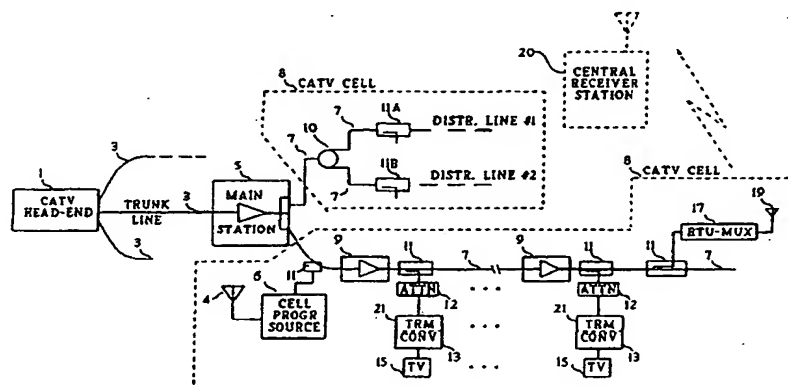 20
CENTRAL
RECEIVER
STATION
8 CATV CELL
7
11A
DISTR. LINE #1
10
7
11B
DISTR. LINE #2
7
1
CATV
HEAD-END
3
TRUNK
LINE
3
3
5
MAIN
STATION
8 CATV CELL
19
17
RTU-MUX
9
11
7
9
11
11
7
11
6
4
CELL
PROGR
SOURCE
ATTN
12
ATTN
12
21
TRM
CONV
13
21
TRM
CONV
13
15
TV
15
TV